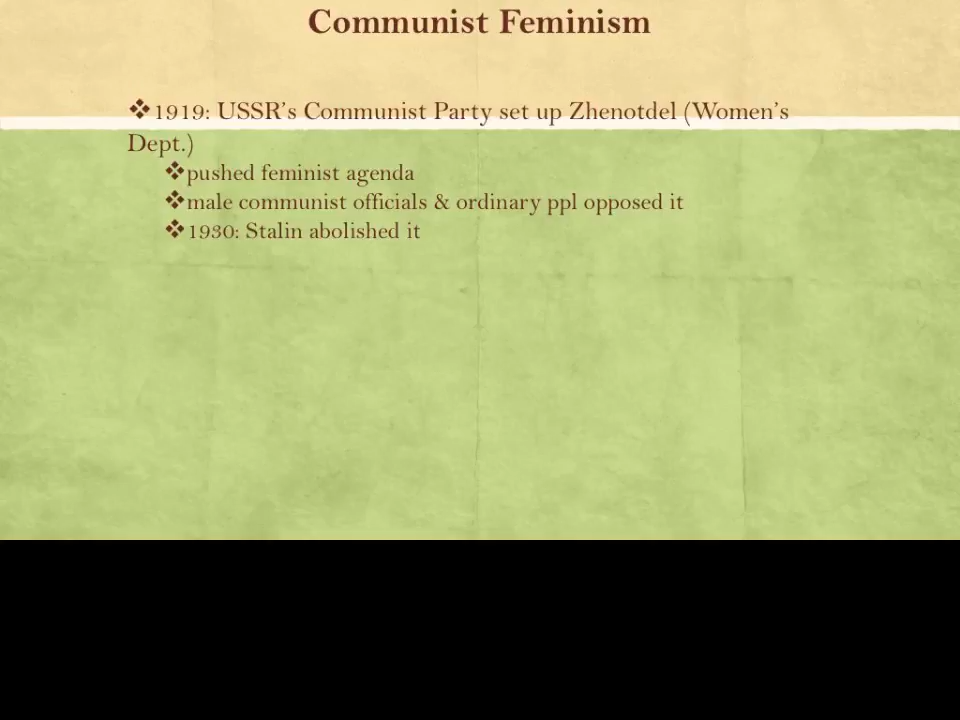 Communist Feminism
❖1919: USSR's Communist Party set up Zhenotdel (Women's
Dept.)
❖pushed feminist agenda
❖male communist officials & ordinary ppl opposed it
❖1930: Stalin abolished it